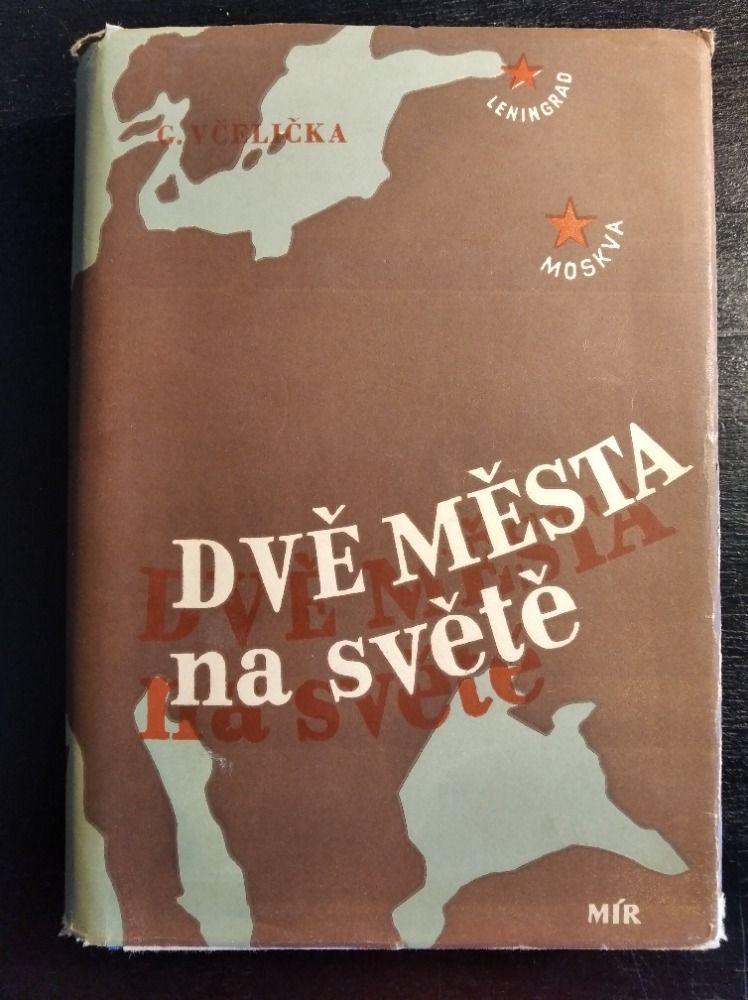 LENINGRAD
G. VČELIČKA
MOSKVA
DVĚ MĚSTA
na světě
MÍR